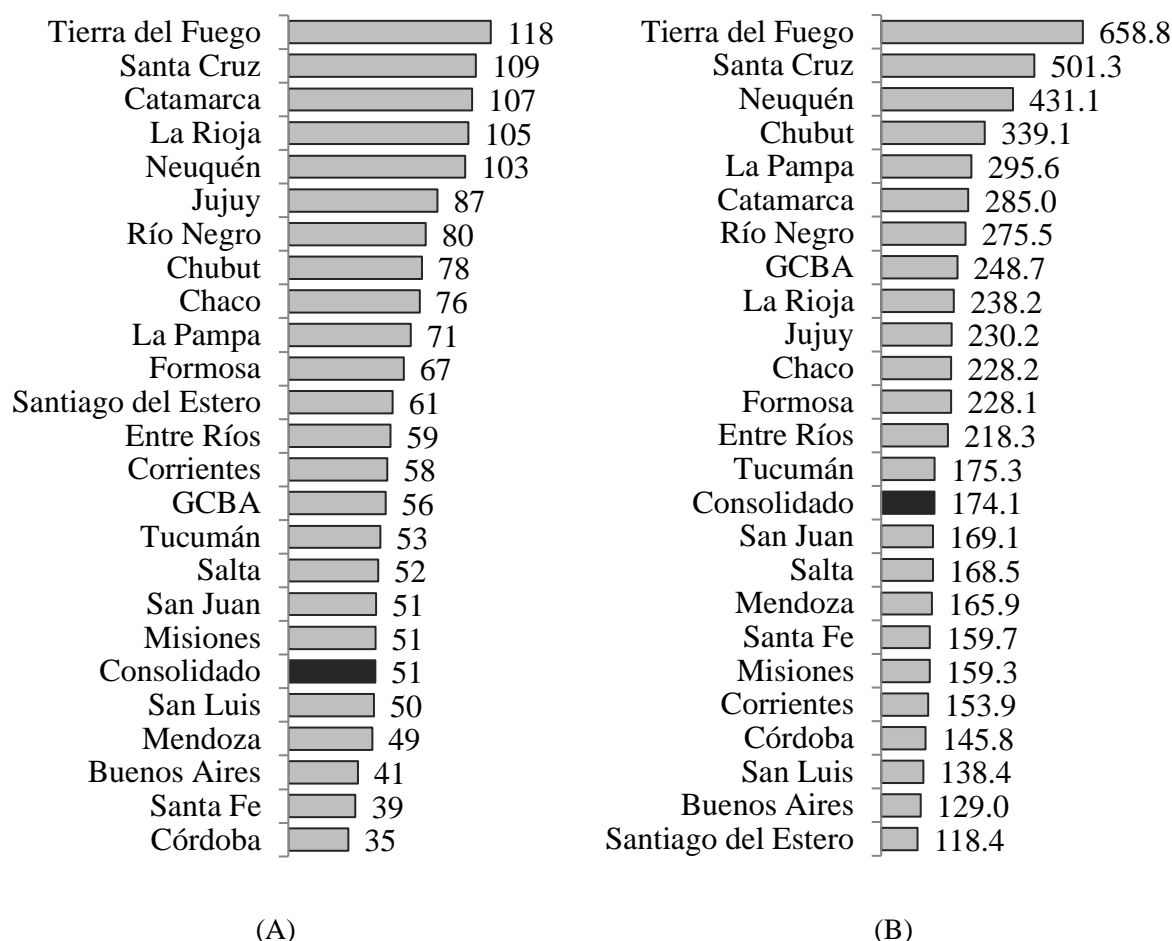 Tierra del Fuego 118
Santa Cruz 109
Catamarca 107
La Rioja 105
Neuquén 103
Jujuy 87
Río Negro 80
Chubut 78
Chaco 76
La Pampa 71
Formosa 67
Santiago del Estero 61
Entre Ríos 59
Corrientes 58
GCBA 56
Tucumán 53
Salta 52
San Juan 51
Misiones 51
Consolidado 51
San Luis 50
Mendoza 49
Buenos Aires 41
Santa Fe 39
Córdoba 35
(A)
Tierra del Fuego 658.8
Santa Cruz 501.3
Neuquén 431.1
Chubut 339.1
La Pampa 295.6
Catamarca 285.0
Río Negro 275.5
GCBA 248.7
La Rioja 238.2
Jujuy 230.2
Chaco 228.2
Formosa 228.1
Entre Ríos 218.3
Tucumán 175.3
Consolidado 174.1
San Juan 169.1
Salta 168.5
Mendoza 165.9
Santa Fe 159.7
Misiones 159.3
Corrientes 153.9
Córdoba 145.8
San Luis 138.4
Buenos Aires 129.0
Santiago del Estero 118.4
(B)